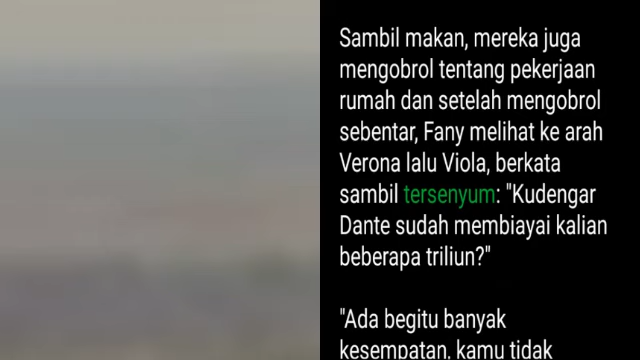 Sambil makan, mereka juga
mengobrol tentang pekerjaan
rumah dan setelah mengobrol
sebentar, Fany melihat ke arah
Verona lalu Viola, berkata
sambil tersenyum: "Kudengar
Dante sudah membiayai kalian
beberapa triliun?"
"Ada begitu banyak
kesempatan, kamu tidak